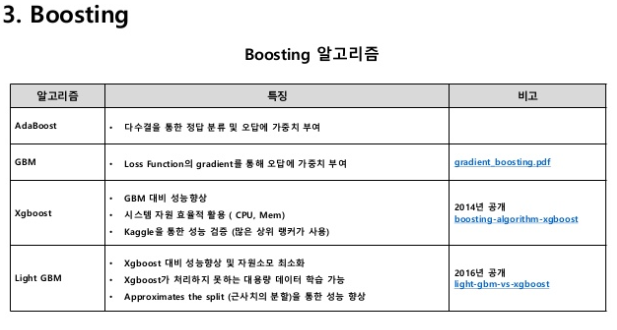 3. Boosting
Boosting 알고리즘
알고리즘 특징 비고
AdaBoost • 다수결을 통한 정답 분류 및 오답에 가중치 부여
GBM • Loss Function의 gradient를 통해 오답에 가중치 부여 gradient_boosting.pdf
Xgboost
• GBM 대비 성능향상
• 시스템 자원 효율적 활용 ( CPU, Mem)
• Kaggle을 통한 성능 검증 (많은 상위 랭커가 사용)
2014년 공개
boosting-algorithm-xgboost
Light GBM
• Xgboost 대비 성능향상 및 자원소모 최소화
• Xgboost가 처리하지 못하는 대용량 데이터 학습 가능
• Approximates the split (근사치의 분할)을 통한 성능 향상
2016년 공개
light-gbm-vs-xgboost